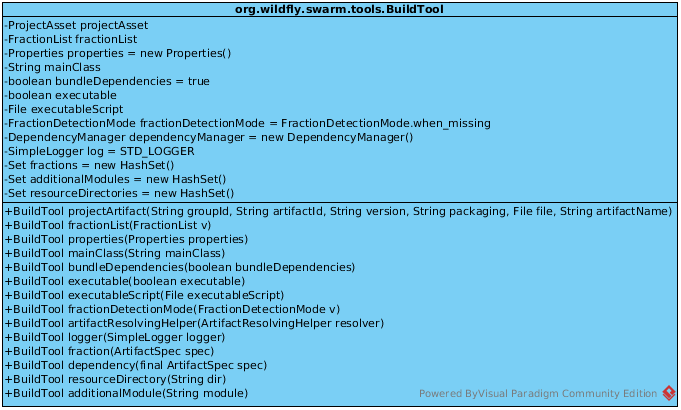 org.wildfly.swarm.tools.BuildTool
-ProjectAsset projectAsset
-FractionList fractionList
-Properties properties = new Properties()
-String mainClass
-boolean bundleDependencies = true
-boolean executable
-File executableScript
-FractionDetectionMode fractionDetectionMode = FractionDetectionMode.when_missing
-DependencyManager dependencyManager = new DependencyManager()
-SimpleLogger log = STD_LOGGER
-Set fractions = new HashSet()
-Set additionalModules = new HashSet()
-Set resourceDirectories = new HashSet()
+BuildTool projectArtifact(String groupId, String artifactId, String version, String packaging, File file, String artifactName)
+BuildTool fractionList(FractionList v)
+BuildTool properties(Properties properties)
+BuildTool mainClass(String mainClass)
+BuildTool bundleDependencies(boolean bundleDependencies)
+BuildTool executable(boolean executable)
+BuildTool executableScript(File executableScript)
+BuildTool fractionDetectionMode(FractionDetectionMode v)
+BuildTool artifactResolvingHelper(ArtifactResolvingHelper resolver)
+BuildTool logger(SimpleLogger logger)
+BuildTool fraction(ArtifactSpec spec)
+BuildTool dependency(final ArtifactSpec spec)
+BuildTool resourceDirectory(String dir)
+BuildTool additionalModule(String module)
Powered ByVisual Paradigm Community Edition